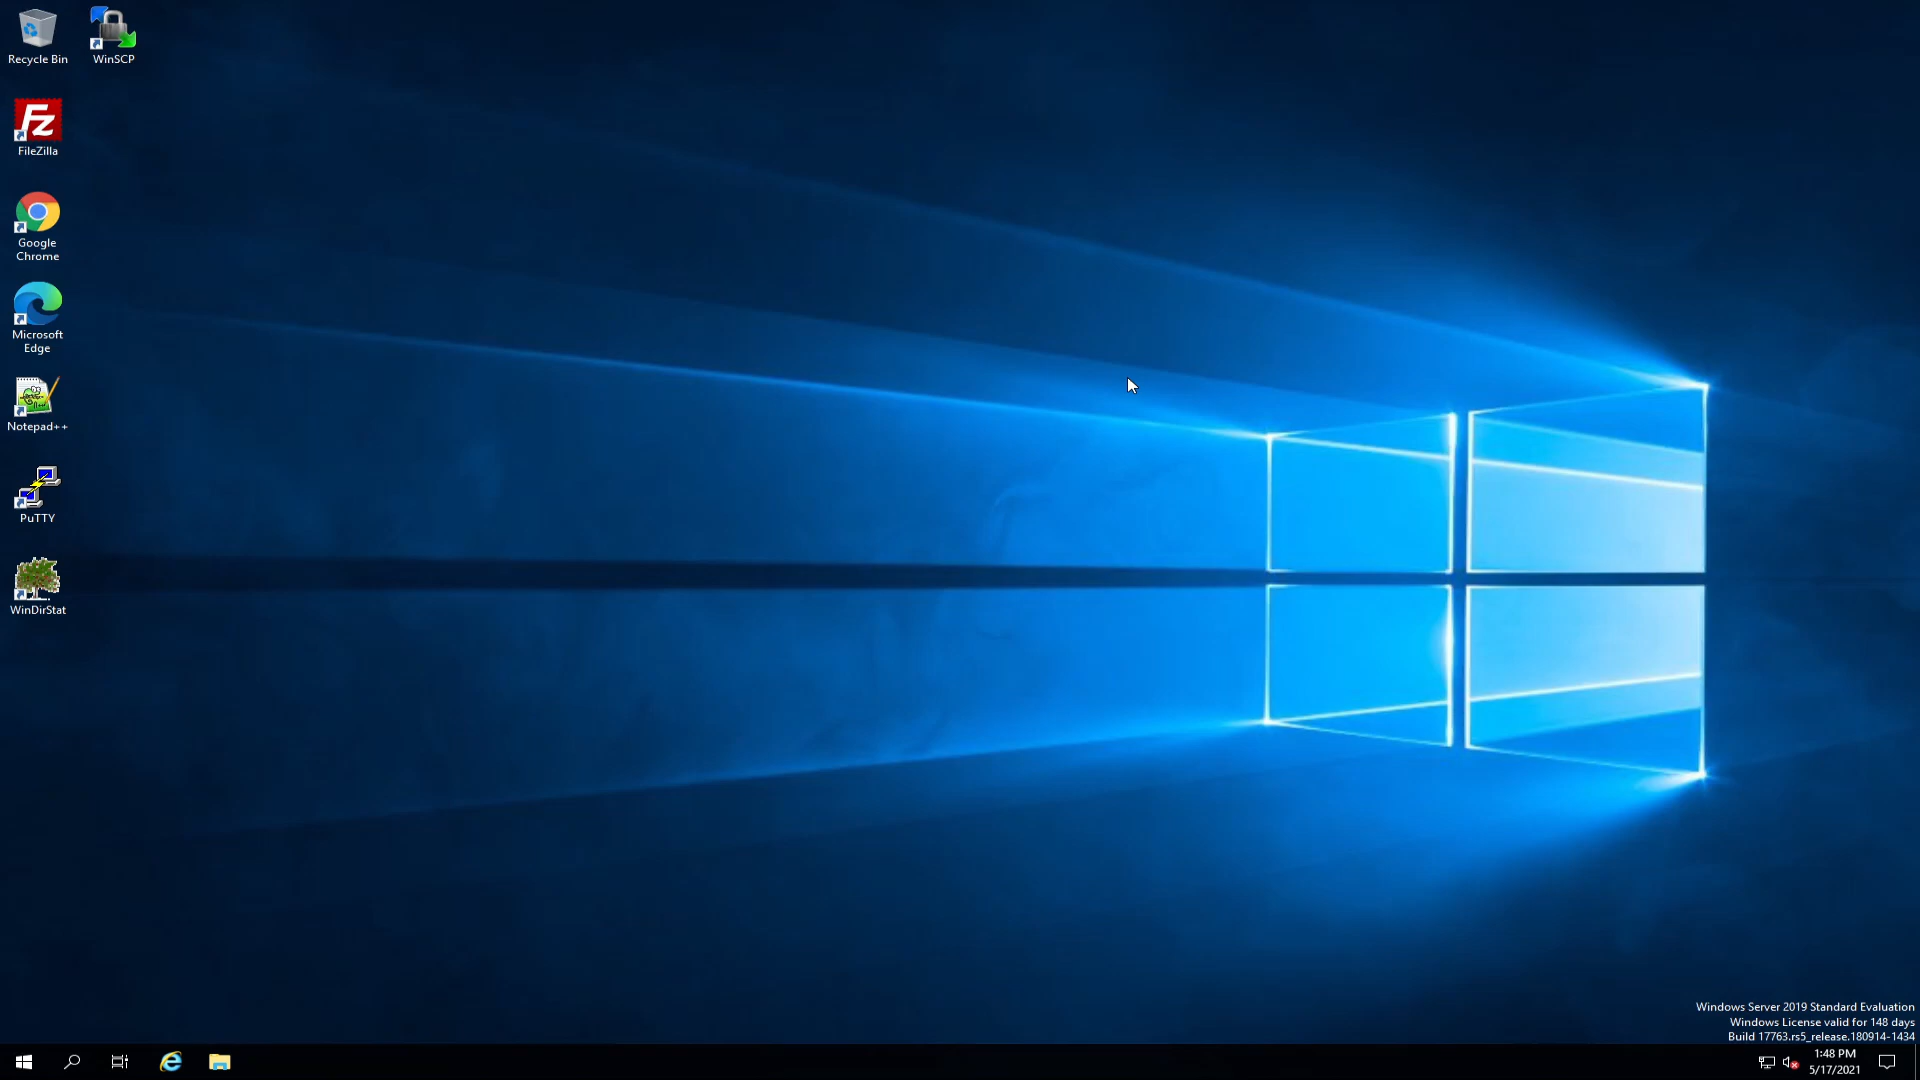 Recycle Bin
WinSCP
Fz
FileZilla
Google
Chrome
Microsoft
Edge
Notepad++
PuTTY
WinDirStat
Windows Server 2019 Standard Evaluation
Windows License valid for 148 days
Build 17763.rs5_release.180914-1434
1:48 PM
5/17/2021